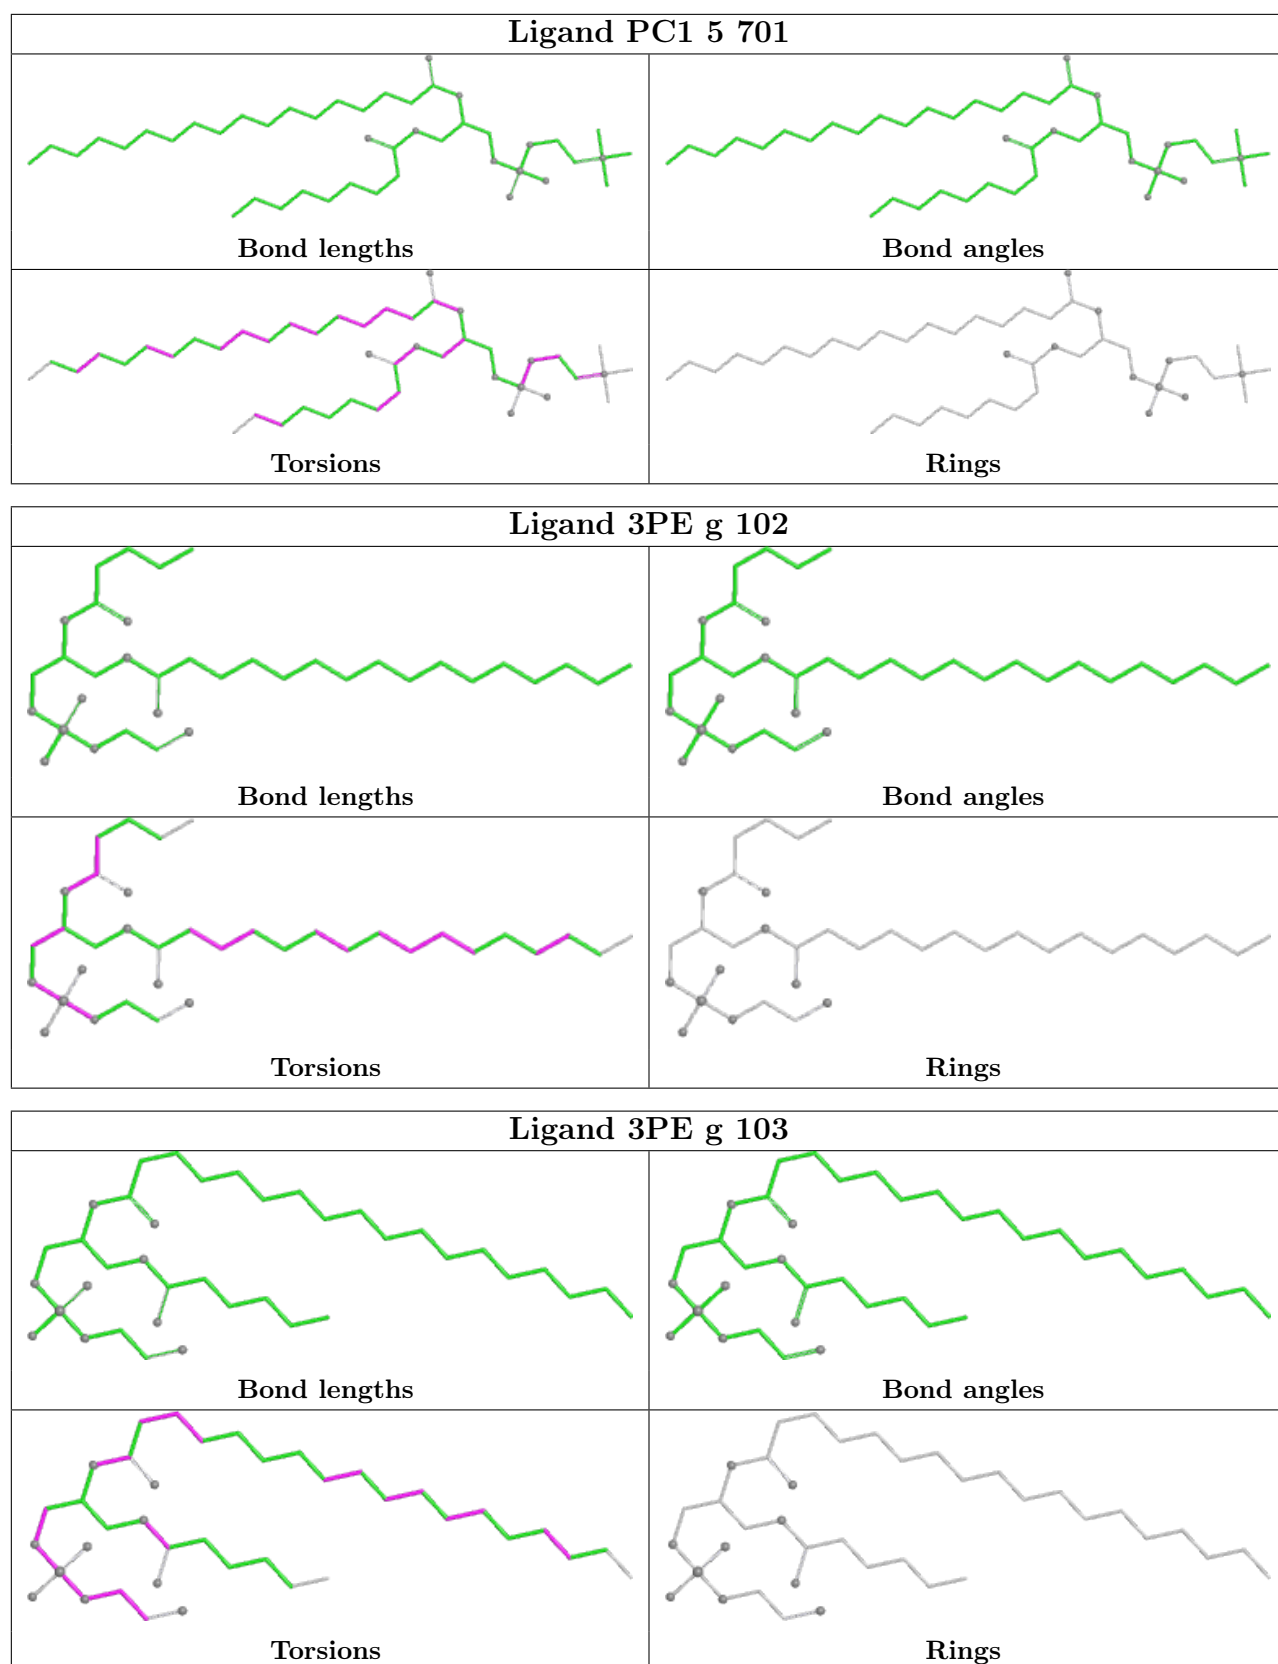 Ligand PC1 5 701
Bond lengths
Bond angles
Torsions
Rings
Ligand 3PE g 102
Bond lengths
Bond angles
Torsions
Rings
Ligand 3PE g 103
Bond lengths
Bond angles
Torsions
Rings